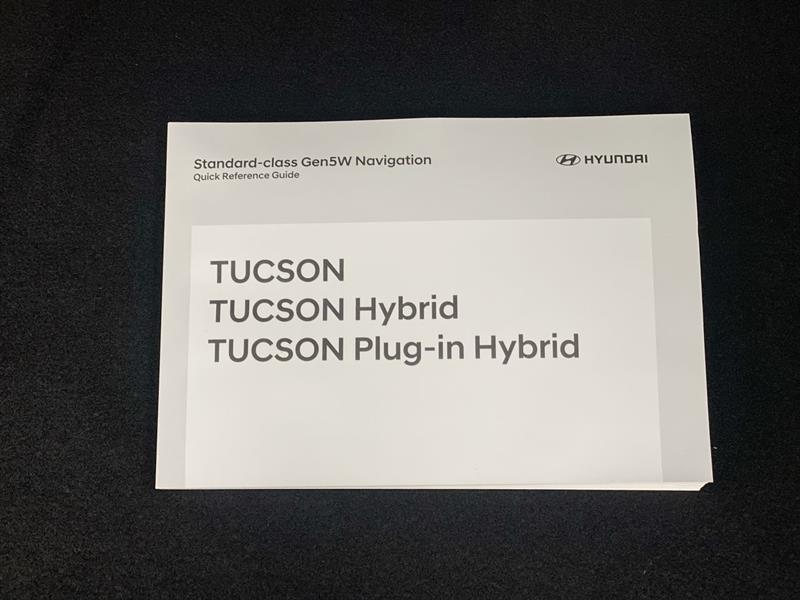 Standard-class Gen5W Navigation
Quick Reference Guide
HYUNDAI
TUCSON
TUCSON Hybrid
TUCSON Plug-in Hybrid